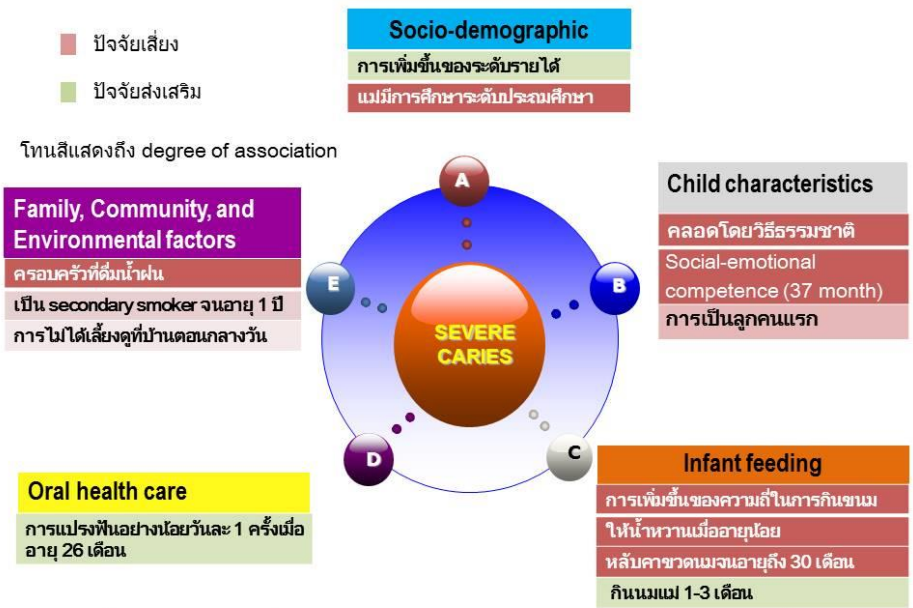 ปัจจัยเสี่ยง
ปัจจัยส่งเสริม
โทนสีแสดงถึง degree of association
Socio-demographic
การเพิ่มขึ้นของระดับรายได้
แม่มีการศึกษาระดับประถมศึกษา
Family, Community, and
Environmental factors
ครอบครัวที่ดื่มน้ำฝน
เป็น secondary smoker จนอายุ 1 ปี
การไม่ได้เลี้ยงดูที่บ้านตอนกลางวัน
Child characteristics
คลอดโดยวิธีธรรมชาติ
Social-emotional
competence (37 month)
การเป็นลูกคนแรก
A
E
B
SEVERE
CARIES
D
C
Oral health care
การแปรงฟันอย่างน้อยวันละ 1 ครั้งเมื่อ
อายุ 26 เดือน
Infant feeding
การเพิ่มขึ้นของความถี่ในการกินขนม
ให้น้ำหวานเมื่ออายุน้อย
หลับคาขวดนมจนอายุถึง 30 เดือน
กินนมแม่ 1-3 เดือน